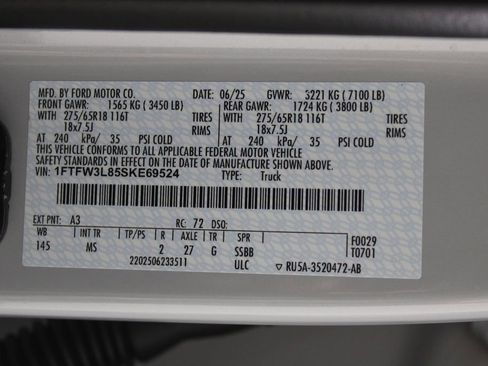 MFD. BY FORD MOTOR CO. DATE: 06/25 GVWR: 3221 KG ( 7100 LB)
FRONT GAWR: 1565 KG ( 3450 LB) REAR GAWR: 1724 KG ( 3800 LB)
275/65R18 116T TIRES 275/65R18 116T TIRES
18x7.5J RIMS 18x7.5J RIMS
AT 240 kPa/ 35 PSI COLD AT 240 kPa/ 35 PSI COLD
THIS VEHICLE CONFORMS TO ALL APPLICABLE FEDERAL MOTOR VEHICLE
SAFETY STANDARDS IN EFFECT ON THE DATE OF MANUFACTURE SHOWN ABOVE.
VIN: 1FTFW3L85SKE69524 TYPE: Truck
EXT PNT: A3 RC: 72 DSO:
WB INT TR TP/PS R AXLE TR SPR F0029
145 MS 2 27 G SSBB T0701
2202506233511 ULC RU5A-3520472-AB